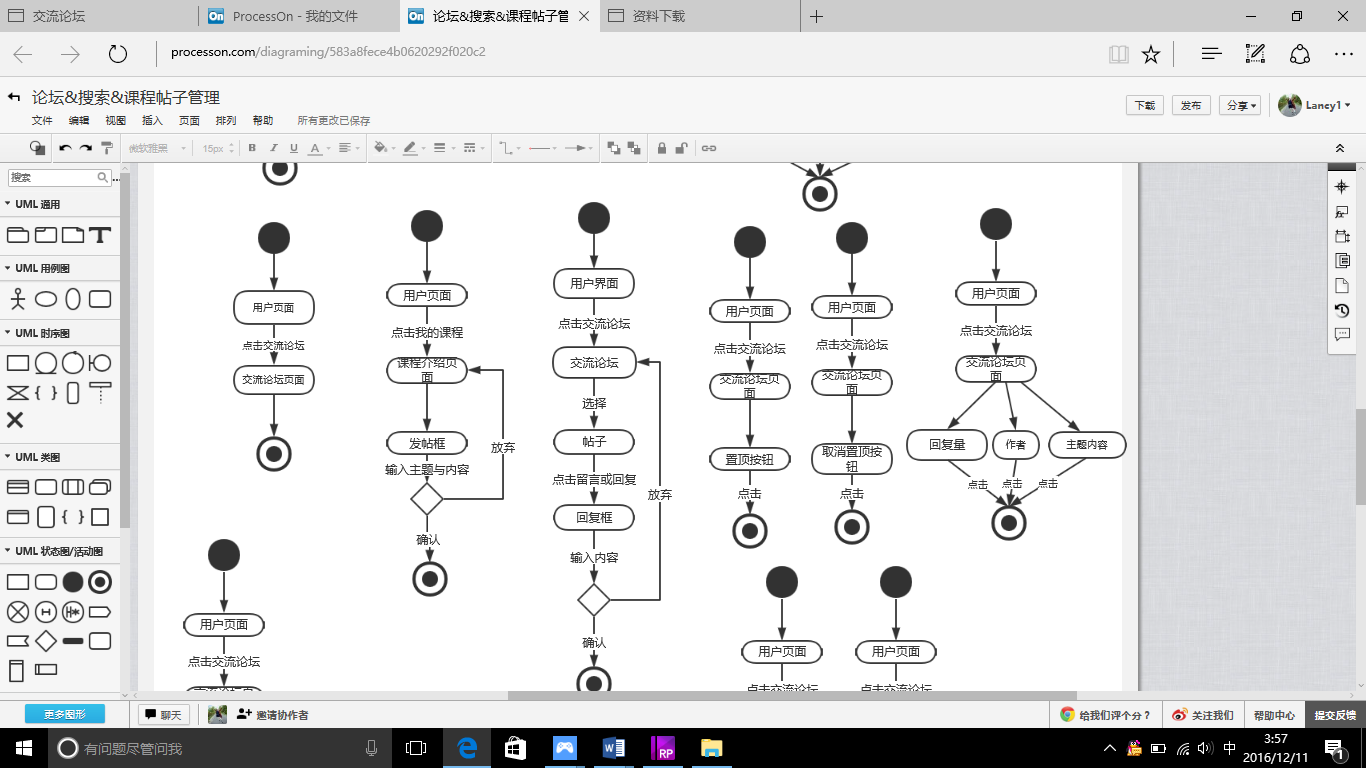 交流论坛
ProcessOn - 我的文件
论坛&搜索&课程帖子管
资料下载
processon.com/diagraming/583a8fece4b0620292f020c2
论坛&搜索&课程帖子管理
文件 编辑 视图 插入 页面 排列 帮助 所有更改已保存
下载 发布 分享 Lancy1
微软雅黑 15px B I U A
搜索
UML 通用
UML 用例图
UML 时序图
UML 类图
UML 状态图/活动图
用户页面
点击交流论坛
交流论坛页面
用户页面
点击我的课程
课程介绍页
面
发帖框
输入主题与内容
放弃
确认
用户界面
点击交流论坛
交流论坛
选择
帖子
点击留言或回复
回复框
输入内容
放弃
确认
用户页面
点击交流论坛
交流论坛页
面
置顶按钮
点击
用户页面
点击交流论坛
交流论坛页
面
取消置顶按
钮
点击
用户页面
点击交流论坛
交流论坛页
面
回复量 作者 主题内容
点击 点击 点击
用户页面
点击交流论坛
用户页面
点击交流论坛
用户页面
点击交流论坛
更多图形
聊天
邀请协作者
给我们评个分？
关注我们
帮助中心
提交反馈
有问题尽管问我
中
3:57
2016/12/11
1